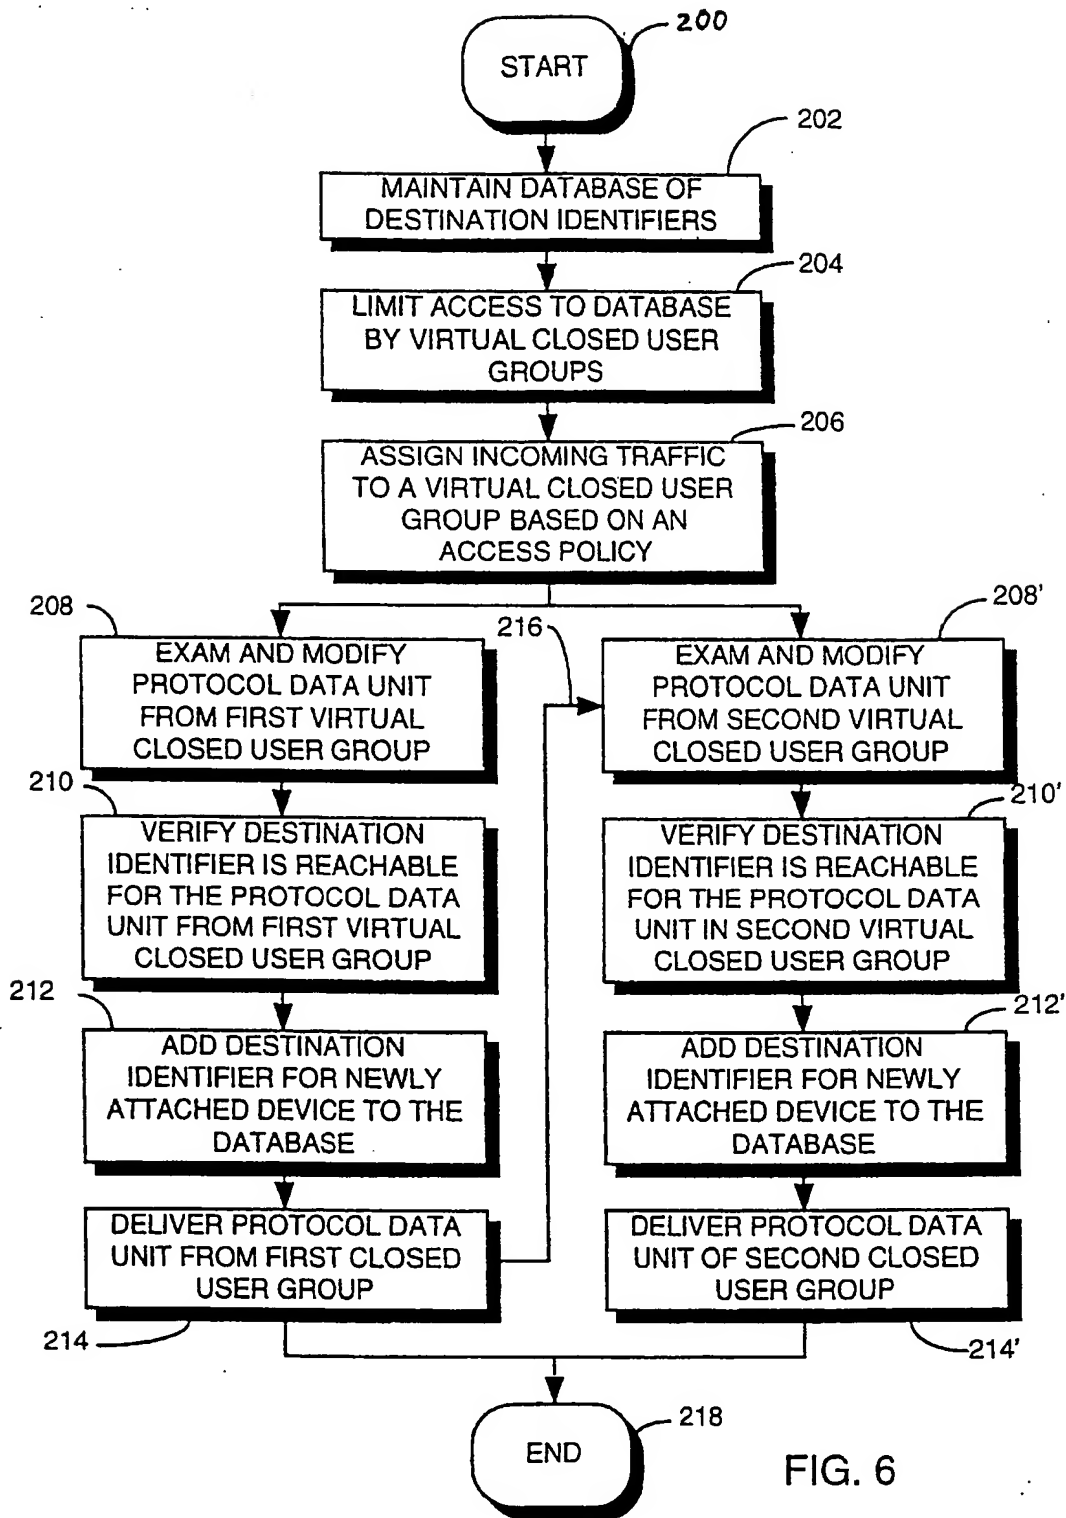 200
START
202
MAINTAIN DATABASE OF
DESTINATION IDENTIFIERS
204
LIMIT ACCESS TO DATABASE
BY VIRTUAL CLOSED USER
GROUPS
206
ASSIGN INCOMING TRAFFIC
TO A VIRTUAL CLOSED USER
GROUP BASED ON AN
ACCESS POLICY
208
EXAM AND MODIFY
PROTOCOL DATA UNIT
FROM FIRST VIRTUAL
CLOSED USER GROUP
216
208'
EXAM AND MODIFY
PROTOCOL DATA UNIT
FROM SECOND VIRTUAL
CLOSED USER GROUP
210
VERIFY DESTINATION
IDENTIFIER IS REACHABLE
FOR THE PROTOCOL DATA
UNIT FROM FIRST VIRTUAL
CLOSED USER GROUP
210'
VERIFY DESTINATION
IDENTIFIER IS REACHABLE
FOR THE PROTOCOL DATA
UNIT IN SECOND VIRTUAL
CLOSED USER GROUP
212
ADD DESTINATION
IDENTIFIER FOR NEWLY
ATTACHED DEVICE TO THE
DATABASE
212'
ADD DESTINATION
IDENTIFIER FOR NEWLY
ATTACHED DEVICE TO THE
DATABASE
DELIVER PROTOCOL DATA
UNIT FROM FIRST CLOSED
USER GROUP
214
DELIVER PROTOCOL DATA
UNIT OF SECOND CLOSED
USER GROUP
214'
218
END
FIG. 6